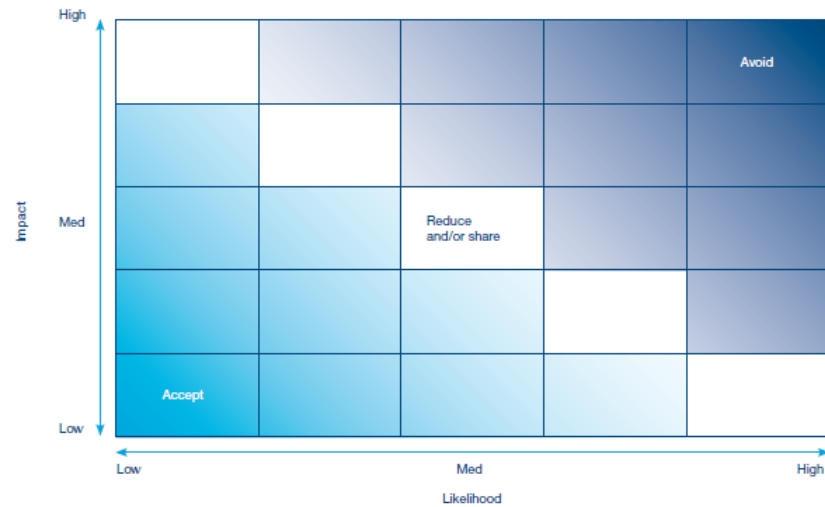 High
Avoid
Impact
Med
Reduce
and/or share
Accept
Low
Low
Med
High
Likelihood